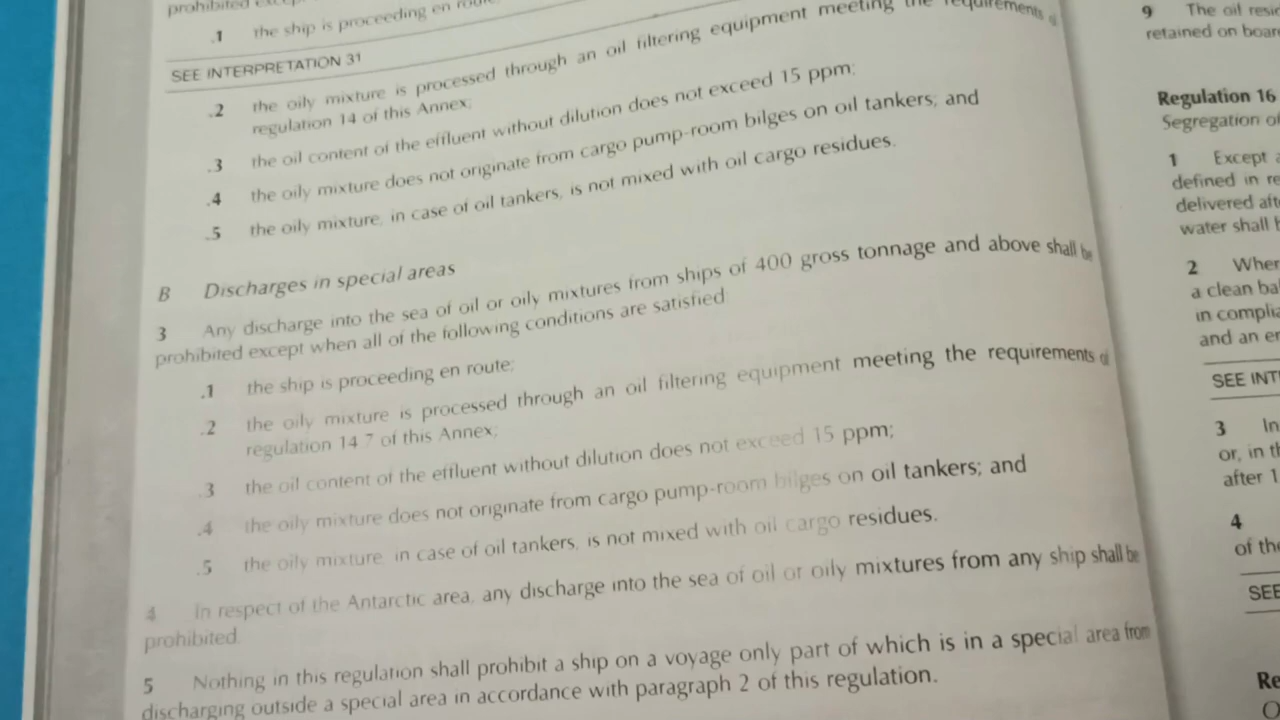 prohibited
.1 the ship is proceeding en route
SEE INTERPRETATION 31
.2 the oily mixture is processed through an oil filtering equipment meeting the requirements
regulation 14 of this Annex;
.3 the oil content of the effluent without dilution does not exceed 15 ppm;
.4 the oily mixture does not originate from cargo pump-room bilges on oil tankers; and
.5 the oily mixture, in case of oil tankers, is not mixed with oil cargo residues.
B Discharges in special areas
3 Any discharge into the sea of oil or oily mixtures from ships of 400 gross tonnage and above shall be
prohibited except when all of the following conditions are satisfied:
.1 the ship is proceeding en route;
.2 the oily mixture is processed through an oil filtering equipment meeting the requirements of
regulation 14.7 of this Annex;
.3 the oil content of the effluent without dilution does not exceed 15 ppm;
.4 the oily mixture does not originate from cargo pump-room bilges on oil tankers; and
.5 the oily mixture, in case of oil tankers, is not mixed with oil cargo residues.
4 In respect of the Antarctic area, any discharge into the sea of oil or oily mixtures from any ship shall be
prohibited.
5 Nothing in this regulation shall prohibit a ship on a voyage only part of which is in a special area from
discharging outside a special area in accordance with paragraph 2 of this regulation.
9 The oil
retained on
Regulation 16
Segregation
1 Except
defined in
delivered
water shall
2
a clean
in
and an
SEE
3 In
or, in
after 1
4
of the
SEE